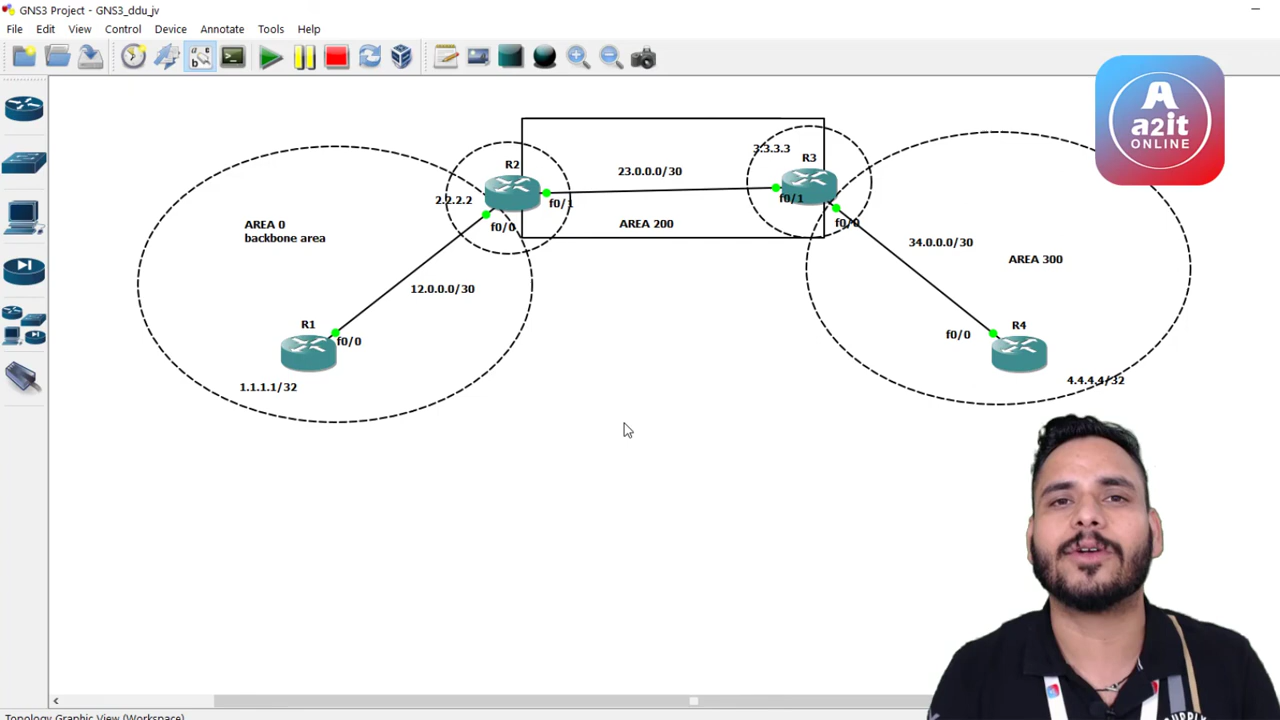 GNS3 Project - GNS3_ddu_jv
File Edit View Control Device Annotate Tools Help
A
a2it
ONLINE
3.3.3.3
R2
R3
23.0.0.0/30
2.2.2.2
f0/1
f0/1
AREA 0
backbone area
f0/0
AREA 200
f0/0
34.0.0.0/30
AREA 300
12.0.0.0/30
R1
f0/0
R4
f0/0
1.1.1.1/32
4.4.4.4/32
Topology Graphic View (Workspace)